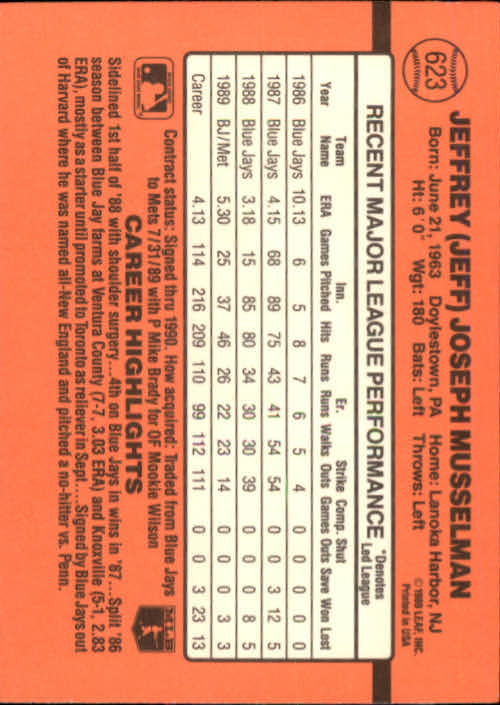 623
JEFFREY (JEFF) JOSEPH MUSSELMAN
Born: June 21, 1963 Doylestown, PA Home: Lanoka Harbor, NJ
Ht: 6' 0" Wgt: 180 Bats: Left Throws: Left
© 1989 LEAF, INC.
Printed in USA
RECENT MAJOR LEAGUE PERFORMANCE
*Denotes
Led League
Team Inn. Er. Strike Comp. Shut
Year Name ERA Games Pitched Hits Runs Runs Walks Outs Games Outs Save Won Lost
1986 Blue Jays 10.13 6 5 8 7 6 5 4 0 0 0 0 0
1987 Blue Jays 4.15 68 89 75 43 41 54 54 0 0 3 12 5
1988 Blue Jays 3.18 15 85 80 34 30 30 39 0 0 0 8 5
1989 BJ/Met 5.30 25 37 46 26 22 23 14 0 0 0 3 3
Career 4.13 114 216 209 110 99 112 111 0 0 3 23 13
Contract status: Signed thru 1990. How acquired: Traded from Blue Jays
to Mets 7/31/89 with P Mike Brady for OF Mookie Wilson
MLB
CAREER HIGHLIGHTS
Sidelined 1st half of '88 with shoulder surgery...4th on Blue Jays in wins in '87...Split '86
season between Blue Jay farms at Ventura County (7-7, 3.03 ERA) and Knoxville (5-1, 2.83
ERA), mostly as a starter until promoted to Toronto as reliever in Sept....Signed by Blue Jays out
of Harvard where he was named all-New England and pitched a no-hitter vs. Penn.